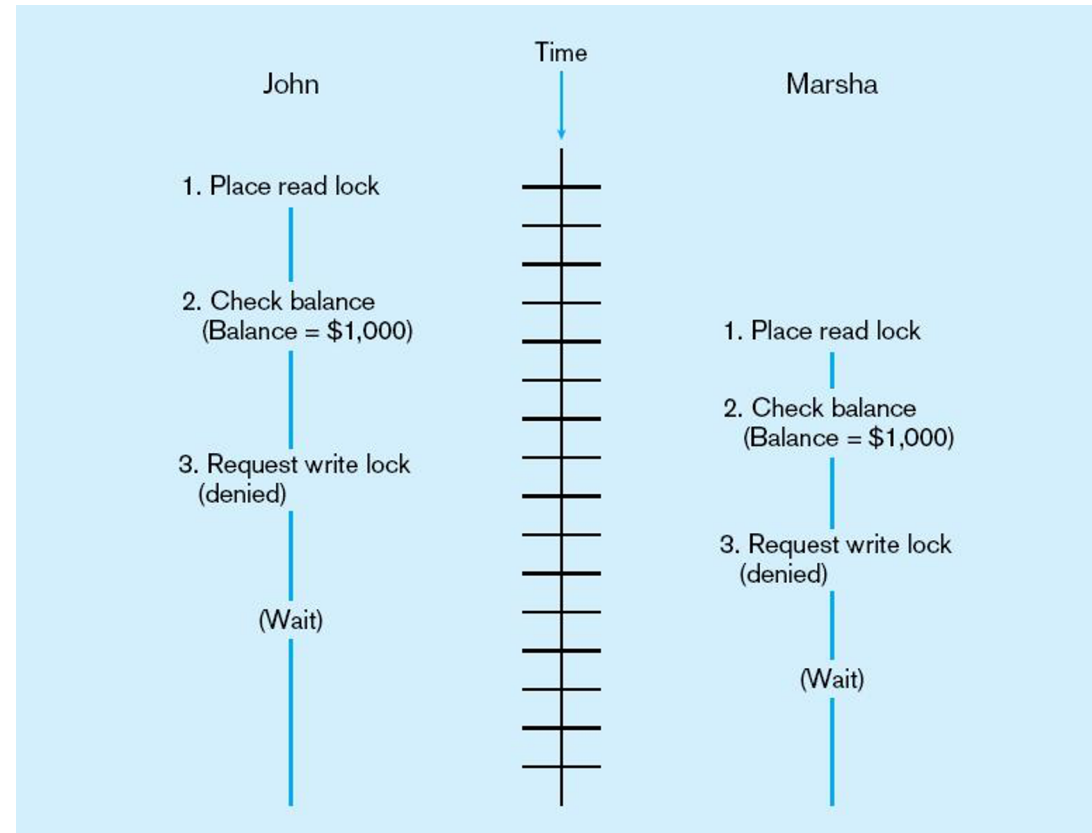 Time
John
Marsha
1. Place read lock
2. Check balance
(Balance = $1,000)
3. Request write lock
(denied)
(Wait)
1. Place read lock
2. Check balance
(Balance = $1,000)
3. Request write lock
(denied)
(Wait)